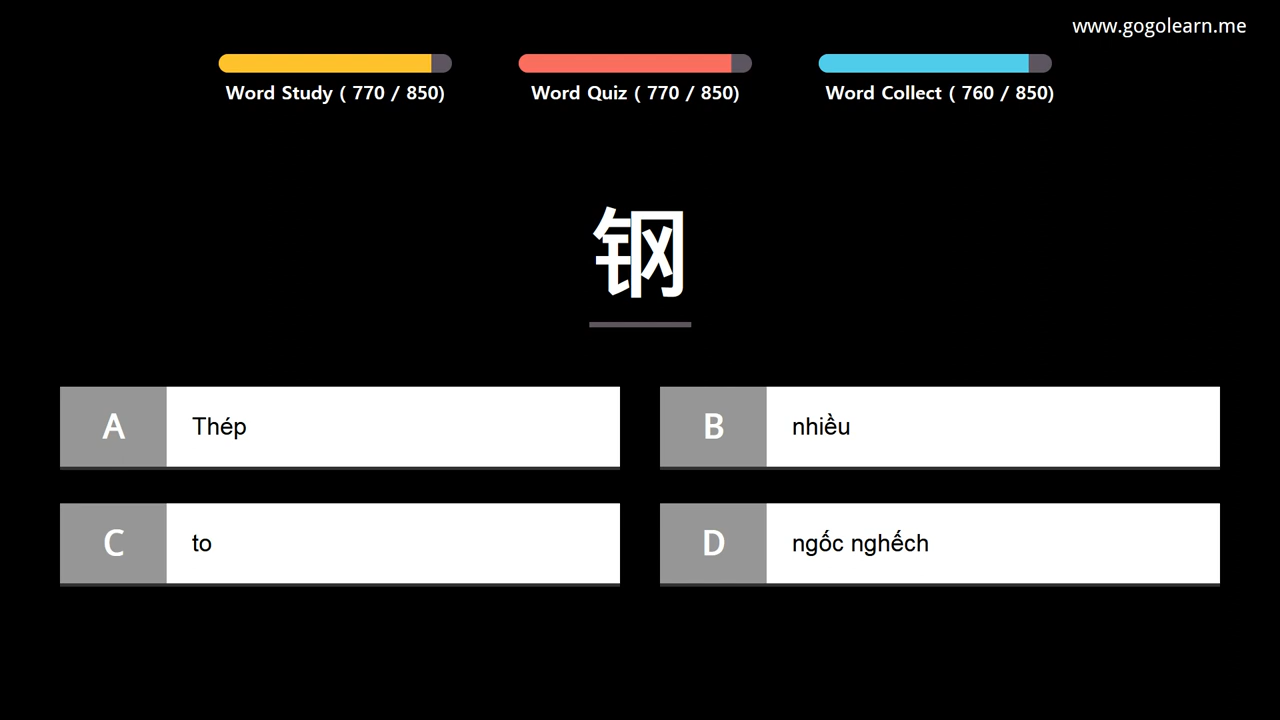 www.gogolearn.me
Word Study ( 770 / 850)
Word Quiz ( 770 / 850)
Word Collect ( 760 / 850)
钢
A Thép
B nhiều
C to
D ngốc nghếch